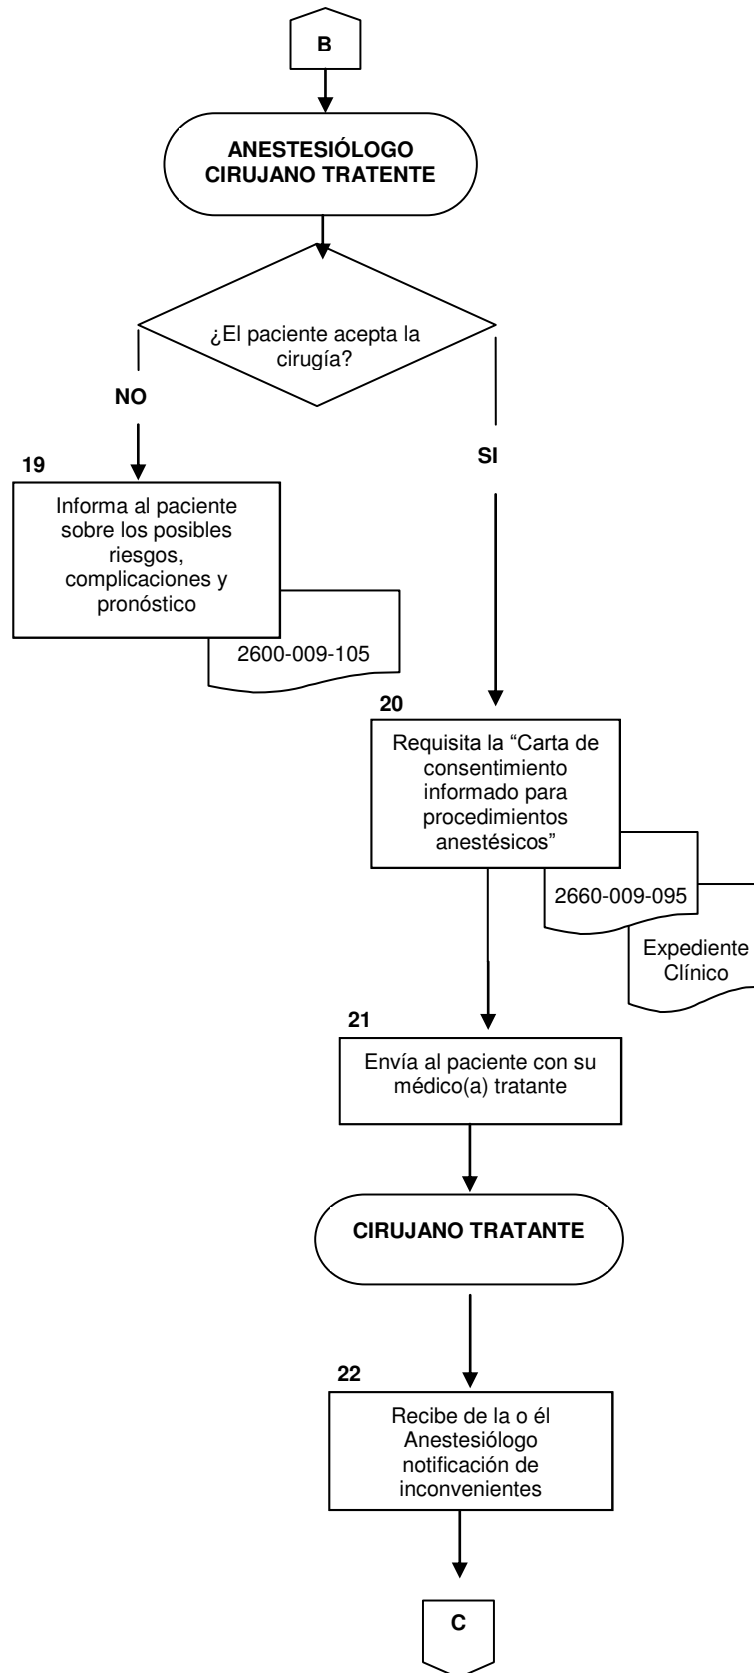 B
ANESTESIÓLOGO
CIRUJANO TRATENTE
¿El paciente acepta la
cirugía?
NO
SI
19
Informa al paciente
sobre los posibles
riesgos,
complicaciones y
pronóstico
2600-009-105
20
Requisita la “Carta de
consentimiento
informado para
procedimientos
anestésicos”
2660-009-095
Expediente
Clínico
21
Envía al paciente con su
médico(a) tratante
CIRUJANO TRATANTE
22
Recibe de la o él
Anestesiólogo
notificación de
inconvenientes
C